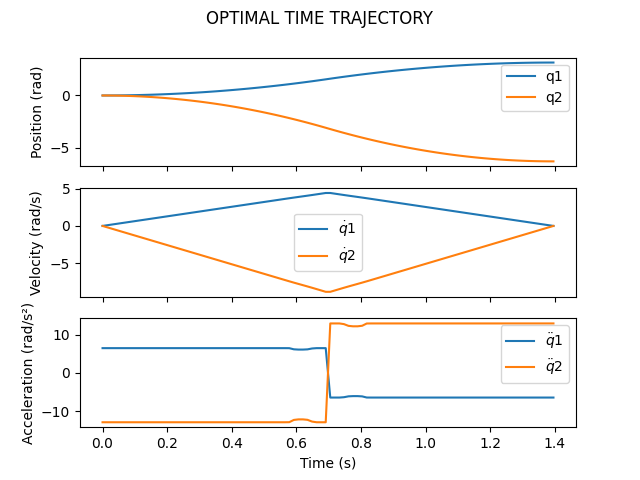 OPTIMAL TIME TRAJECTORY
Position (rad)
0
−5
q1
q2
Velocity (rad/s)
5
0
−5
q̇1
q̇2
Acceleration (rad/s²)
10
0
−10
q̈1
q̈2
0.0 0.2 0.4 0.6 0.8 1.0 1.2 1.4
Time (s)